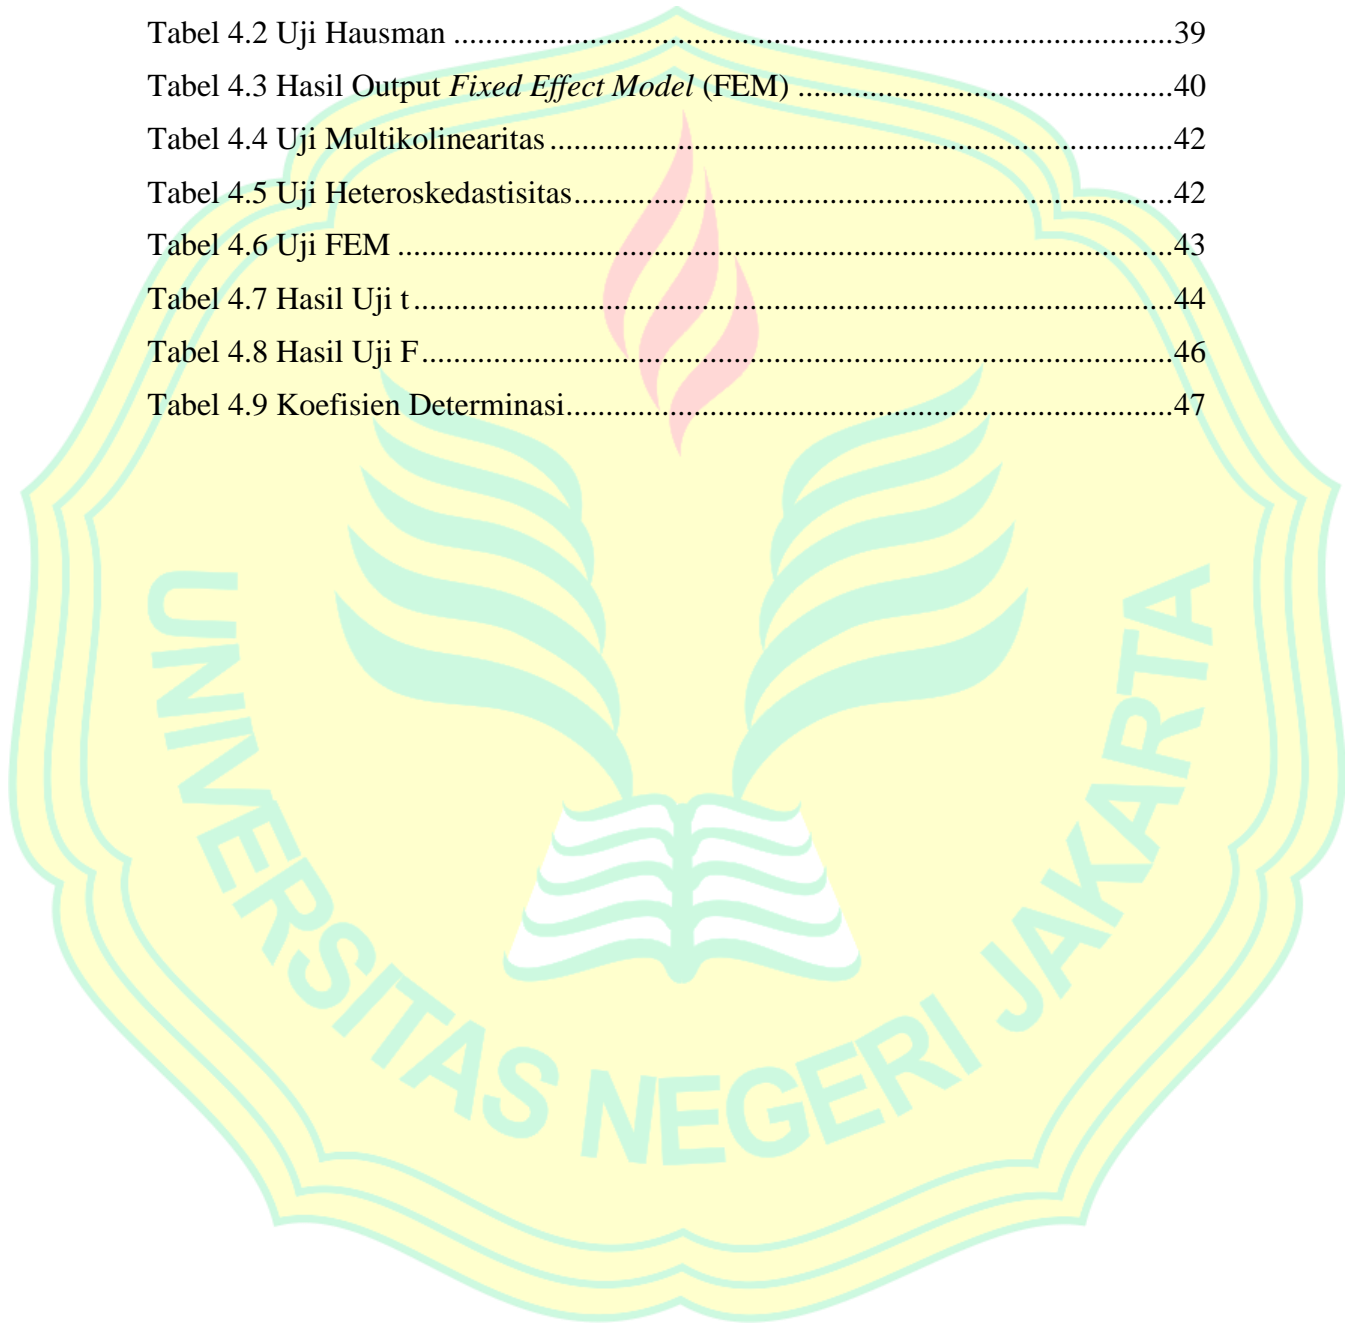 Tabel 4.2 Uji Hausman ............................................................................................39
Tabel 4.3 Hasil Output Fixed Effect Model (FEM) ................................................40
Tabel 4.4 Uji Multikolinearitas ...............................................................................42
Tabel 4.5 Uji Heteroskedastisitas............................................................................42
Tabel 4.6 Uji FEM ...................................................................................................43
Tabel 4.7 Hasil Uji t .................................................................................................44
Tabel 4.8 Hasil Uji F................................................................................................46
Tabel 4.9 Koefisien Determinasi.............................................................................47
UNIVERSITAS NEGERI JAKARTA